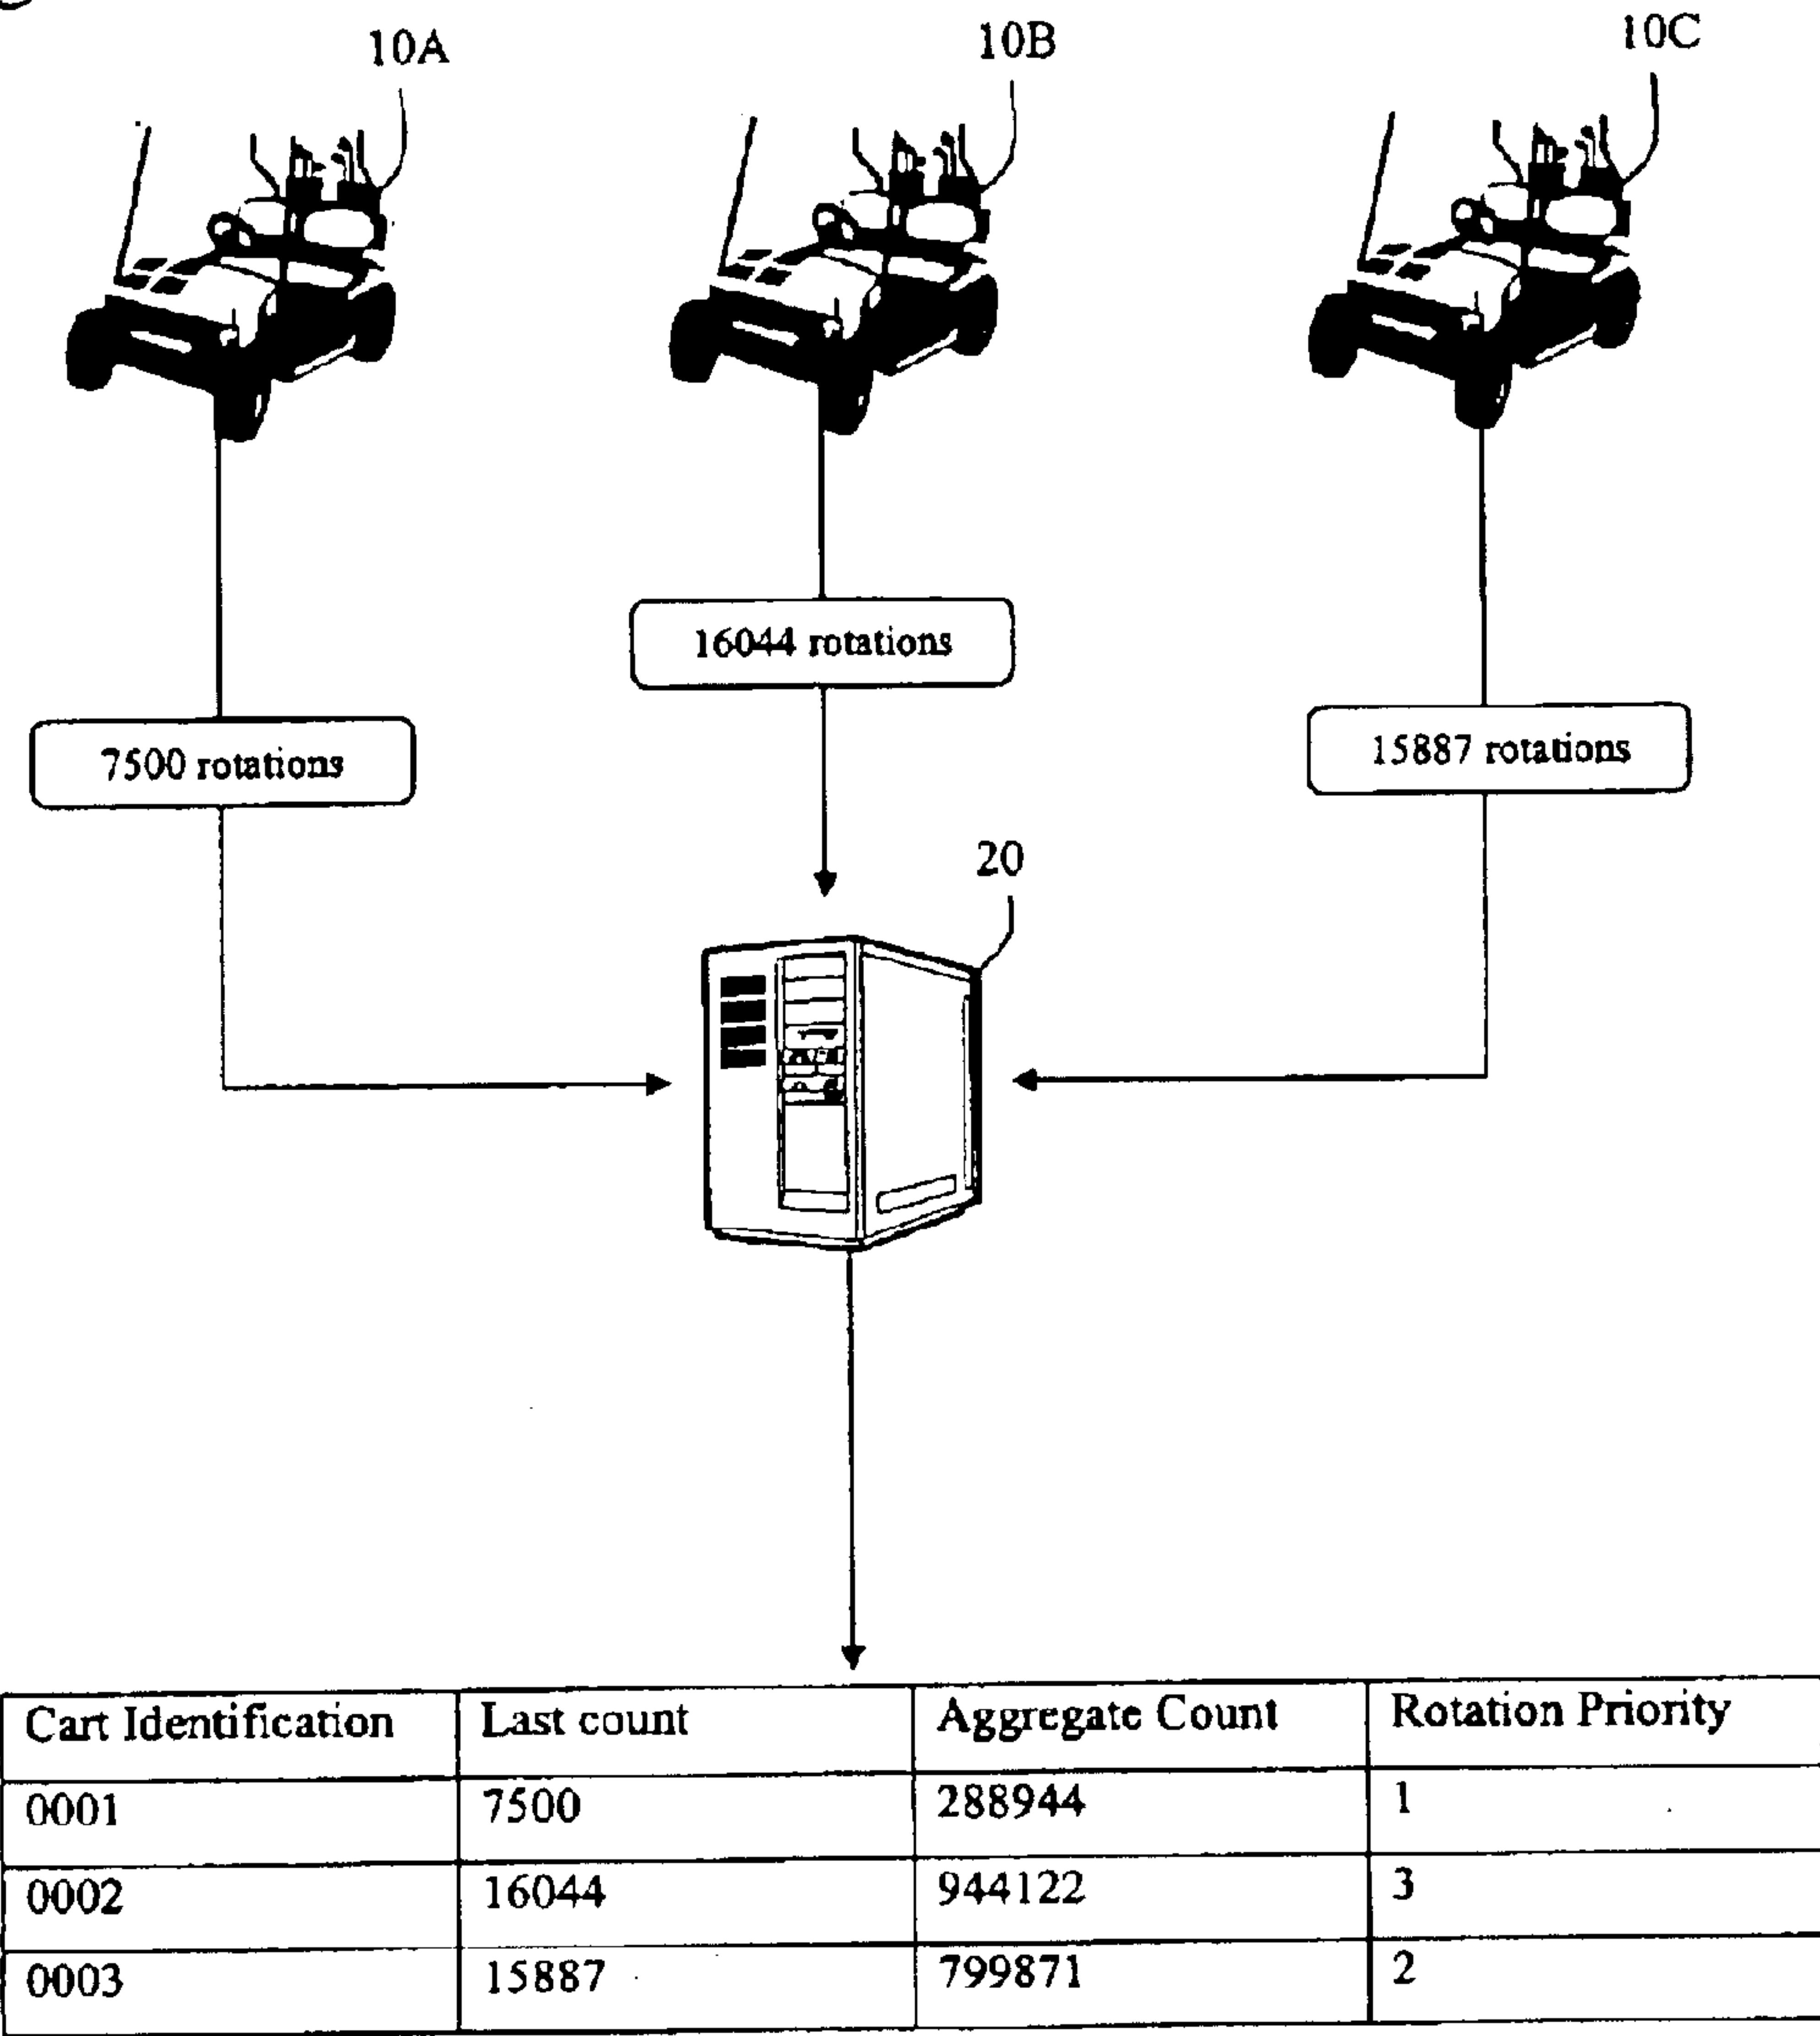 10A
10B
10C
16044 rotations
7500 rotations
15887 rotations
20
Cart Identification Last count Aggregate Count Rotation Priority
0001 7500 288944 1
0002 16044 944122 3
0003 15887 799871 2